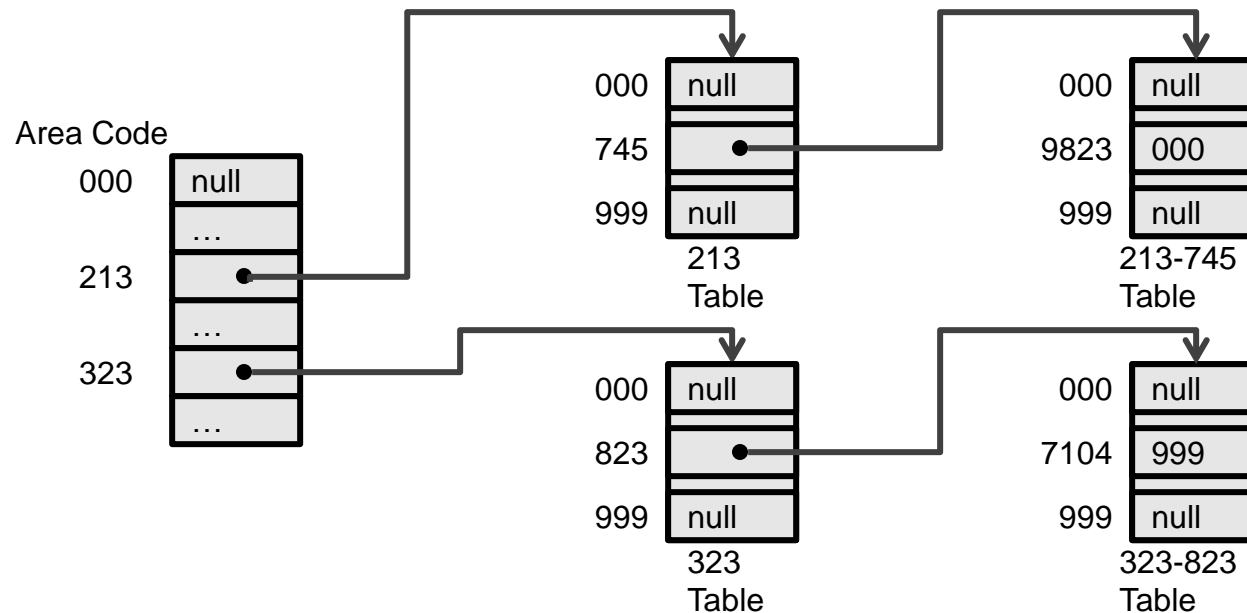 Area Code
000 null
…
213
…
323
…
000 null
745
999 null
213
Table
000 null
9823 000
999 null
213-745
Table
000 null
823
999 null
323
Table
000 null
7104 999
999 null
323-823
Table